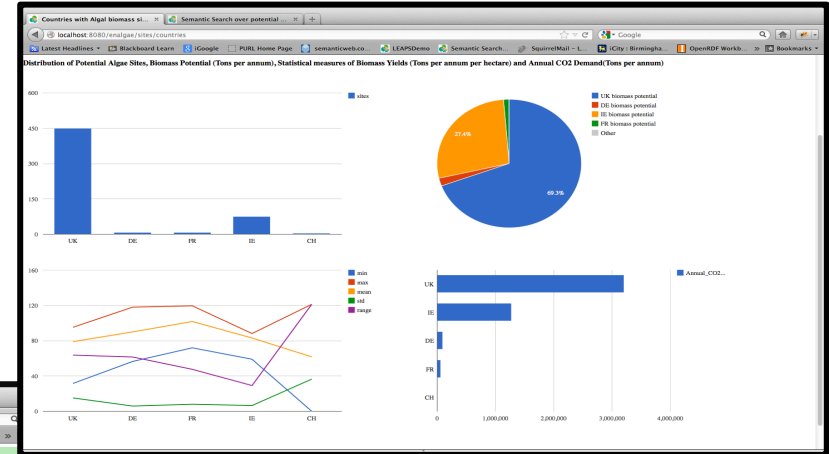 Countries with Algal biomass si...
Semantic Search over potential ...
localhost:8080/enalgae/sites/countries
Google
Latest Headlines
Blackboard Learn
iGoogle
PURL Home Page
semanticweb.co...
LEAPSDemo
Semantic Search...
SquirrelMail – L...
iCity : Birmingha...
OpenRDF Workb...
»
Bookmarks
Distribution of Potential Algae Sites, Biomass Potential (Tons per annum), Statistical measures of Biomass Yields (Tons per annum per hectare) and Annual CO2 Demand(Tons per annum)
600
450
300
150
0
UK DE FR IE CH
sites
27.4%
69.3%
UK biomass potential
DE biomass potential
IE biomass potential
FR biomass potential
Other
160
120
80
40
0
UK DE FR IE CH
min
max
mean
std
range
UK
IE
DE
FR
CH
0 1,000,000 2,000,000 3,000,000 4,000,000
Annual_CO2...
»